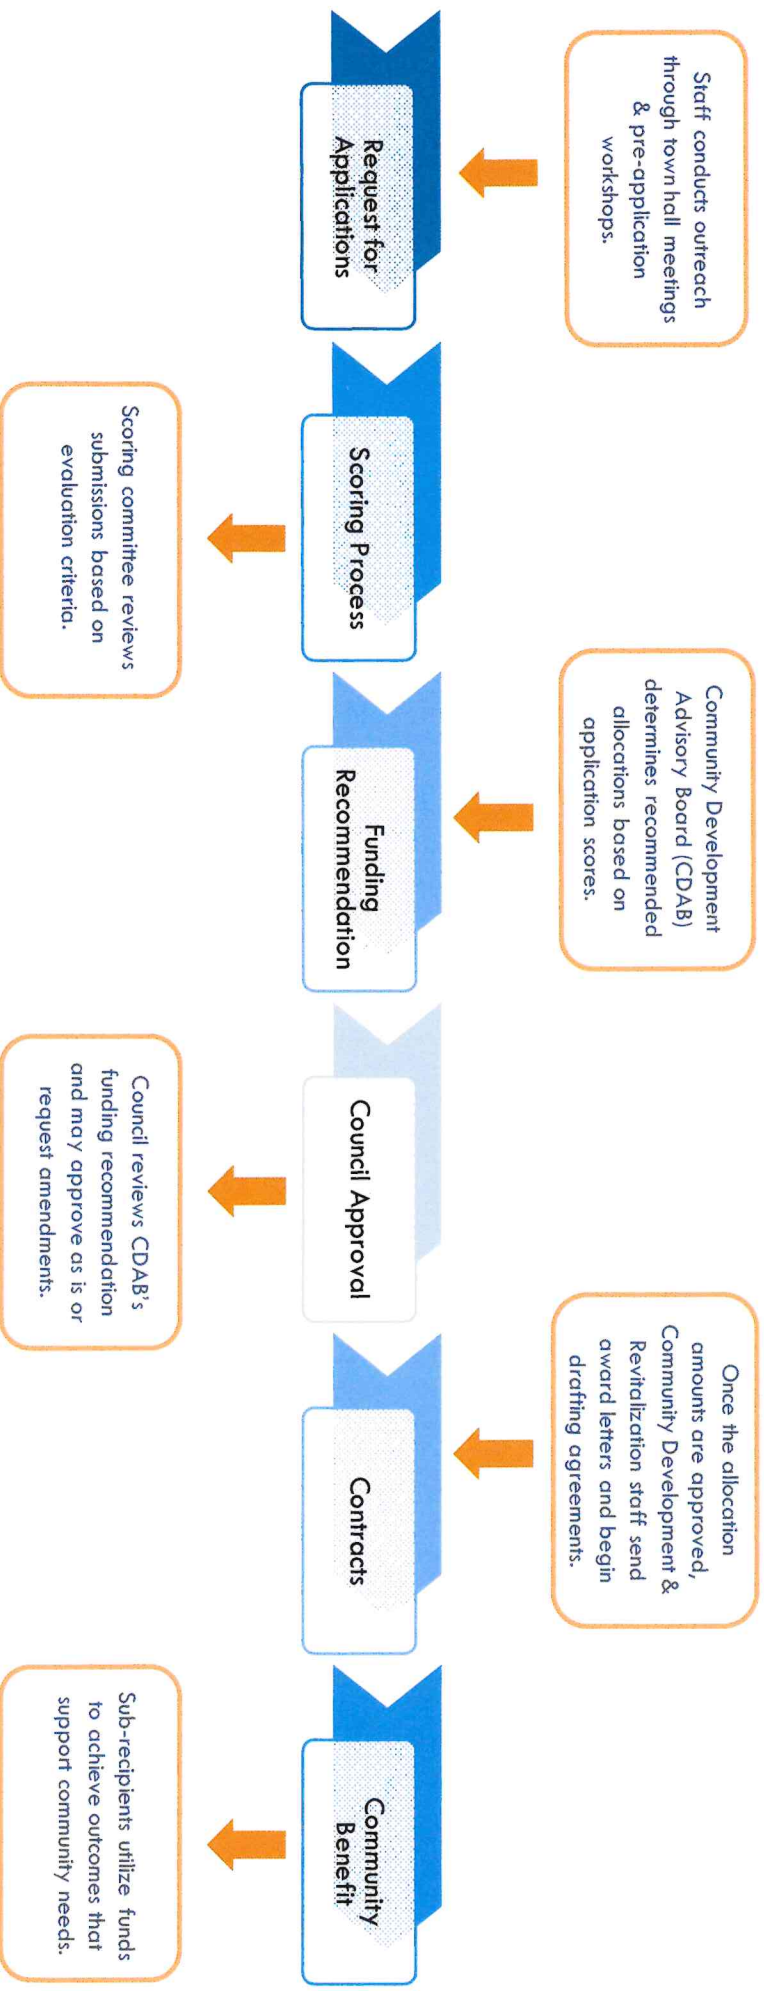 Staff conducts outreach
through town hall meetings
& pre-application
workshops.
Request for
Applications
Scoring Process
Scoring committee reviews
submissions based on
evaluation criteria.
Community Development
Advisory Board (CDAB)
determines recommended
allocations based on
application scores.
Funding
Recommendation
Council Approval
Council reviews CDAB's
funding recommendation
and may approve as is or
request amendments.
Once the allocation
amounts are approved,
Community Development &
Revitalization staff send
award letters and begin
drafting agreements.
Contracts
Community
Benefit
Sub-recipients utilize funds
to achieve outcomes that
support community needs.